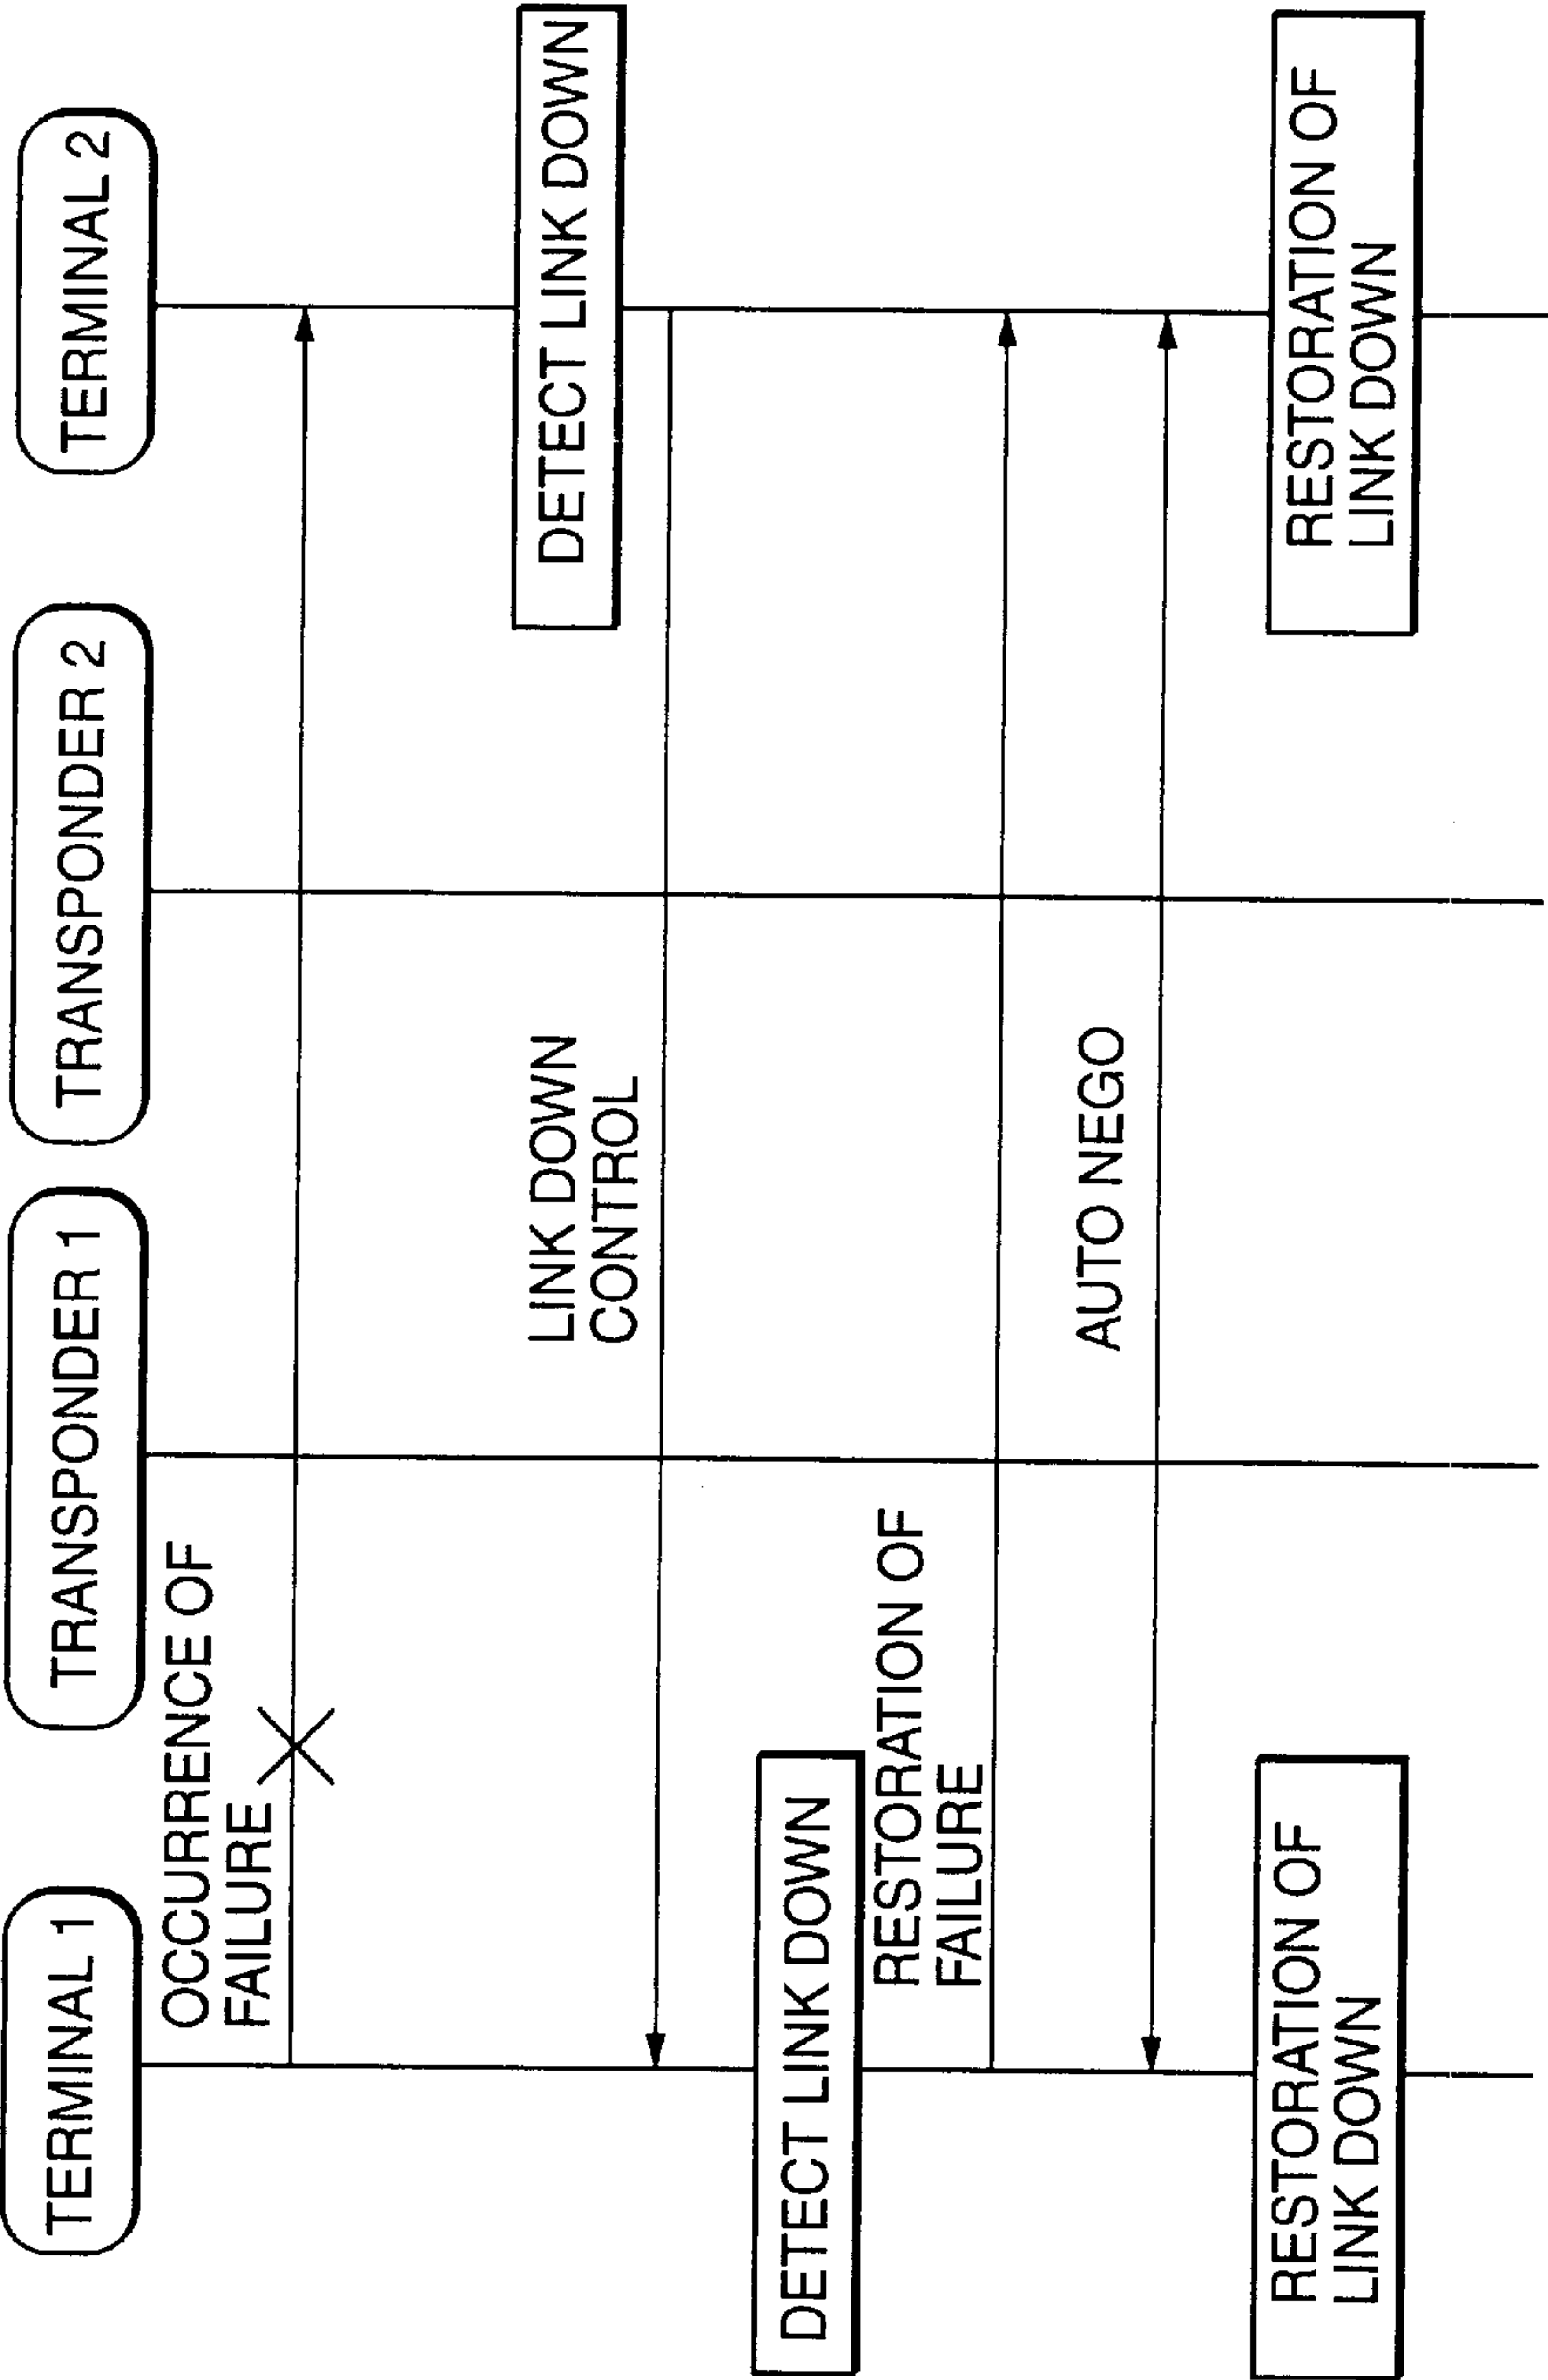 TERMINAL 1
TRANSPONDER 1
TRANSPONDER 2
TERMINAL 2
OCCURRENCE OF
FAILURE
DETECT LINK DOWN
LINK DOWN
CONTROL
DETECT LINK DOWN
RESTORATION OF
FAILURE
AUTO NEGO
RESTORATION OF
LINK DOWN
RESTORATION OF
LINK DOWN